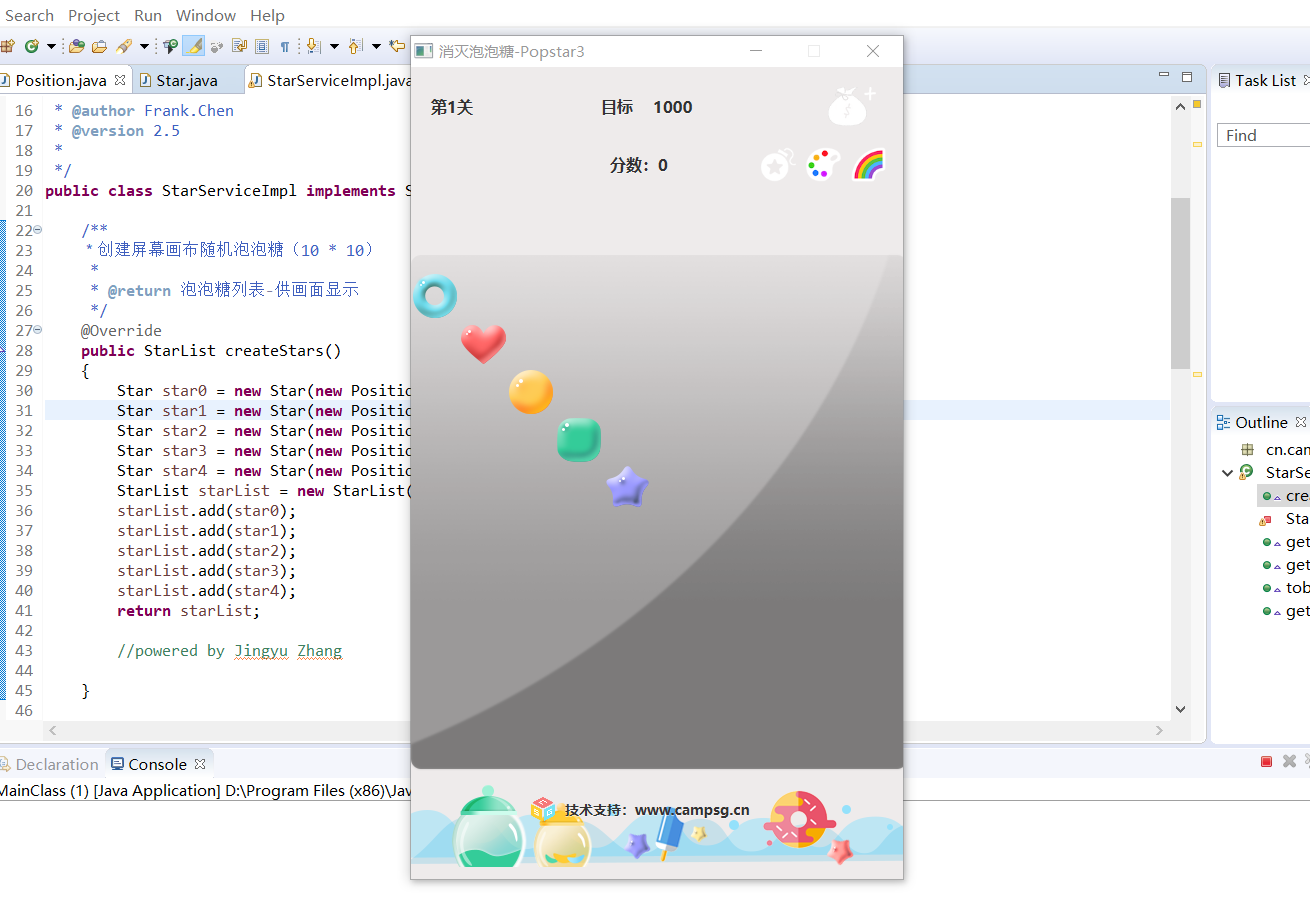 Search Project Run Window Help
消灭泡泡糖-Popstar3
Position.java
Star.java
StarServiceImpl.java
Task List
Find
第1关
目标 1000
分数：0
16 * @author Frank.Chen
17 * @version 2.5
18 *
19 */
20 public class StarServiceImpl implements S
21
22 /**
23 * 创建屏幕画布随机泡泡糖（10 * 10）
24 *
25 * @return 泡泡糖列表-供画面显示
26 */
27 @Override
28 public StarList createStars()
29 {
30 Star star0 = new Star(new Positio
31 Star star1 = new Star(new Positio
32 Star star2 = new Star(new Positio
33 Star star3 = new Star(new Positio
34 Star star4 = new Star(new Positio
35 StarList starList = new StarList(
36 starList.add(star0);
37 starList.add(star1);
38 starList.add(star2);
39 starList.add(star3);
40 starList.add(star4);
41 return starList;
42
43 //powered by Jingyu Zhang
44
45 }
46
Outline
cn.cam
StarSe
cre
Sta
get
get
tob
get
Declaration
Console
MainClass (1) [Java Application] D:\Program Files (x86)\Jav
技术支持：www.campsg.cn